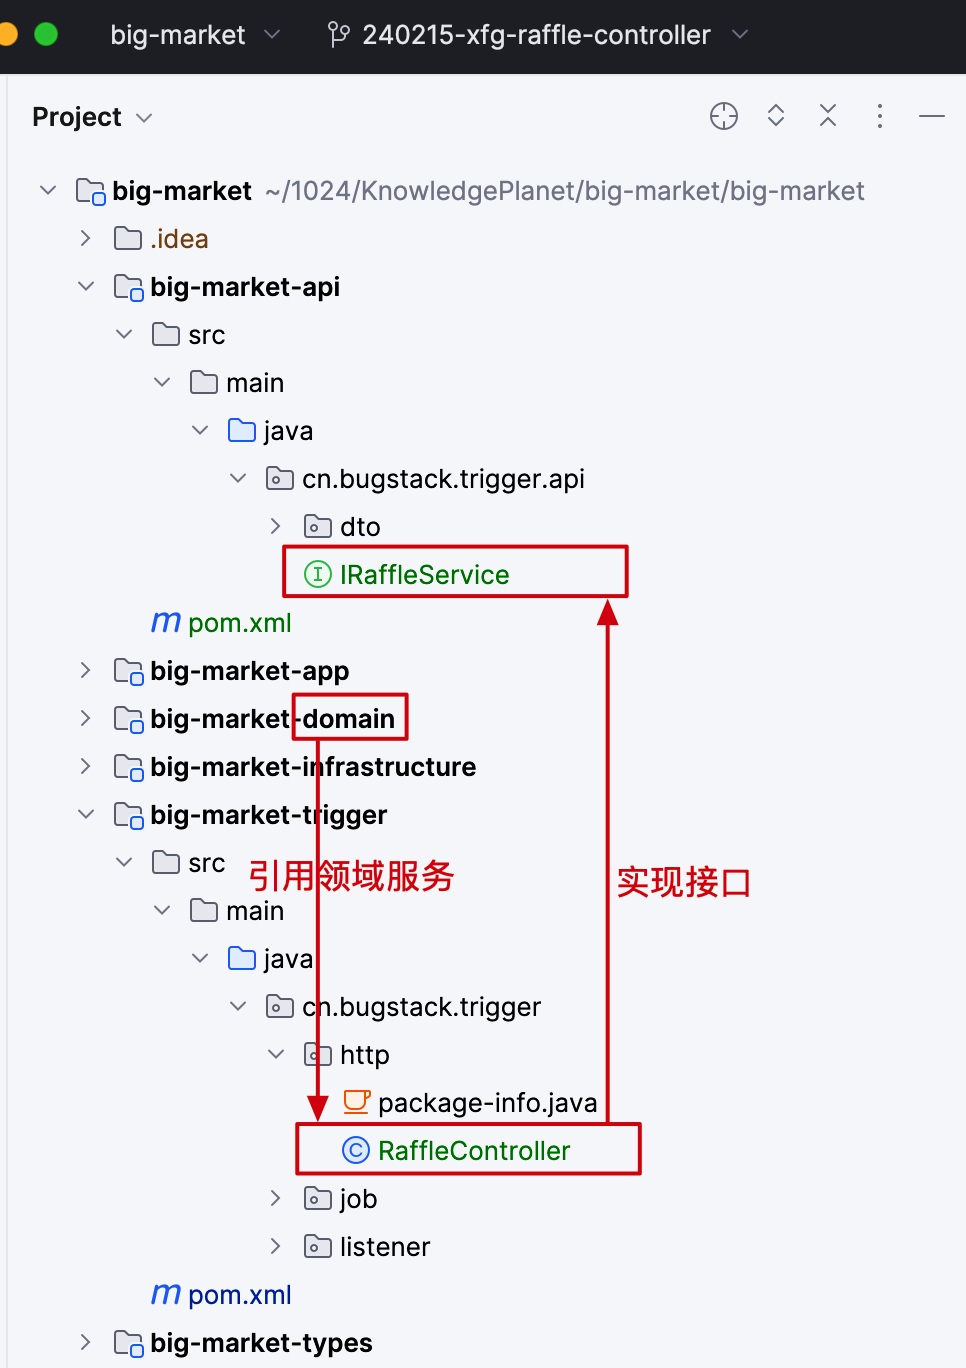 big-market 240215-xfg-raffle-controller
Project
big-market ~/1024/KnowledgePlanet/big-market/big-market
.idea
big-market-api
src
main
java
cn.bugstack.trigger.api
dto
IRaffleService
pom.xml
big-market-app
big-market-domain
big-market-infrastructure
big-market-trigger
src
引用领域服务
实现接口
main
java
cn.bugstack.trigger
http
package-info.java
RaffleController
job
listener
pom.xml
big-market-types